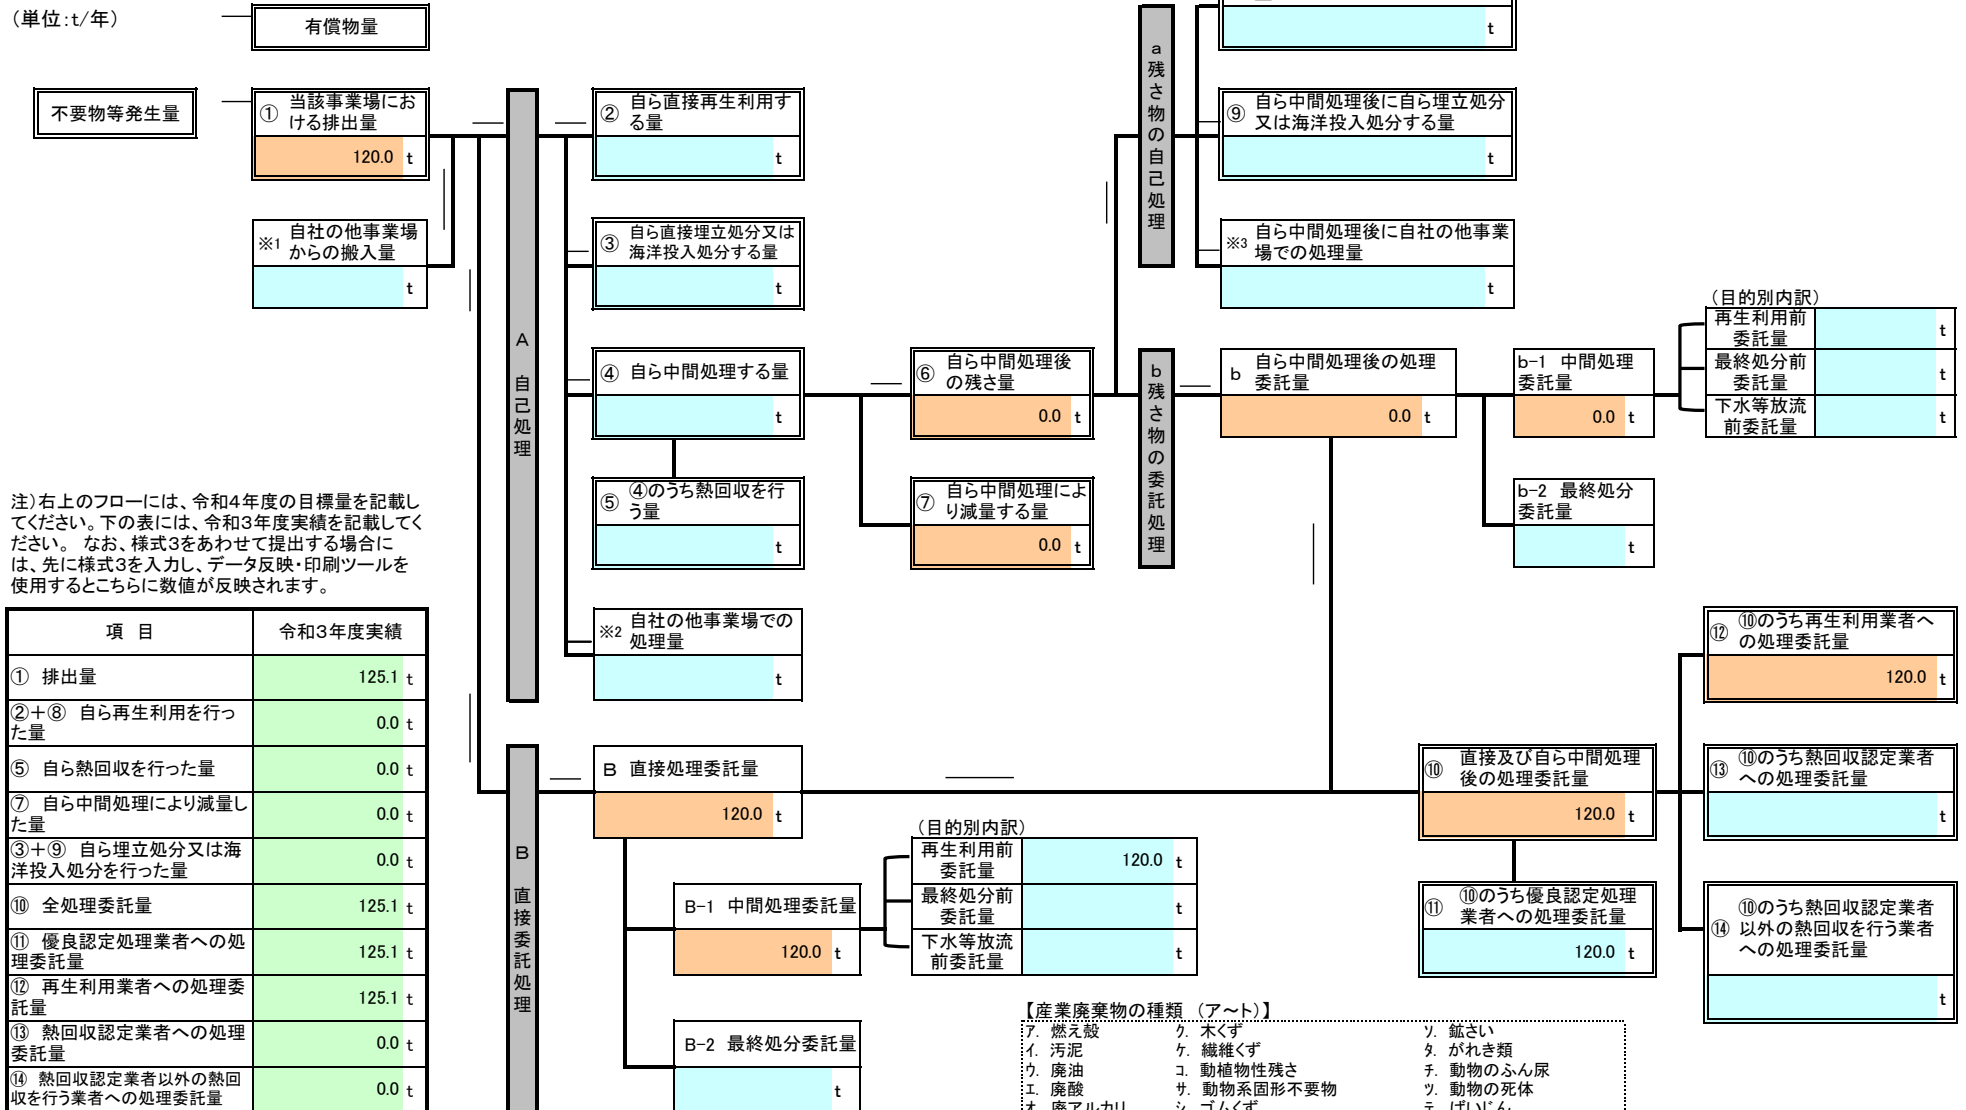 （単位：t/年）
有償物量
t
不要物等発生量
① 当該事業場にお
ける排出量
120.0 t
※1 自社の他事業場
からの搬入量
t
A 自己処理
② 自ら直接再生利用す
る量
t
③ 自ら直接埋立処分又は
海洋投入処分する量
t
④ 自ら中間処理する量
t
⑤ ④のうち熱回収を行
う量
t
※2 自社の他事業場での
処理量
t
⑥ 自ら中間処理後
の残さ量
0.0 t
⑦ 自ら中間処理によ
り減量する量
0.0 t
a 残さ物の自己処理
⑨ 自ら中間処理後に自ら埋立処分
又は海洋投入処分する量
t
※3 自ら中間処理後に自社の他事業
場での処理量
t
b 残さ物の委託処理
b 自ら中間処理後の処理
委託量
0.0 t
b-1 中間処理
委託量
0.0 t
b-2 最終処分
委託量
t
（目的別内訳）
再生利用前
委託量
t
最終処分前
委託量
t
下水等放流
前委託量
t
注）右上のフローには、令和４年度の目標量を記載し
てください。下の表には、令和３年度実績を記載してく
ださい。 なお、様式３をあわせて提出する場合に
は、先に様式３を入力し、データ反映・印刷ツールを
使用するとこちらに数値が反映されます。
項 目 令和３年度実績
① 排出量 125.1 t
②＋⑧ 自ら再生利用を行っ
た量
0.0 t
⑤ 自ら熱回収を行った量 0.0 t
⑦ 自ら中間処理により減量し
た量
0.0 t
③＋⑨ 自ら埋立処分又は海
洋投入処分を行った量
0.0 t
⑩ 全処理委託量 125.1 t
⑪ 優良認定処理業者への処
理委託量
125.1 t
⑫ 再生利用業者への処理委
託量
125.1 t
⑬ 熱回収認定業者への処理
委託量
0.0 t
⑭ 熱回収認定業者以外の熱回
収を行う業者への処理委託量
0.0 t
B 直接委託処理
B 直接処理委託量
120.0 t
B-1 中間処理委託量
120.0 t
B-2 最終処分委託量
t
（目的別内訳）
再生利用前
委託量
120.0 t
最終処分前
委託量
t
下水等放流
前委託量
t
⑩ 直接及び自ら中間処理
後の処理委託量
120.0 t
⑪ ⑩のうち優良認定処理
業者への処理委託量
120.0 t
⑫ ⑩のうち再生利用業者へ
の処理委託量
120.0 t
⑬ ⑩のうち熱回収認定業者
への処理委託量
t
⑭ ⑩のうち熱回収認定業者
以外の熱回収を行う業者
への処理委託量
t
【産業廃棄物の種類 （ア～ト）】
ア. 燃え殻 ク. 木くず ソ. 鉱さい
イ. 汚泥 ケ. 繊維くず タ. がれき類
ウ. 廃油 コ. 動植物性残さ チ. 動物のふん尿
エ. 廃酸 サ. 動物系固形不要物 ツ. 動物の死体
オ. 廃アルカリ シ. ゴムくず テ. ばいじん